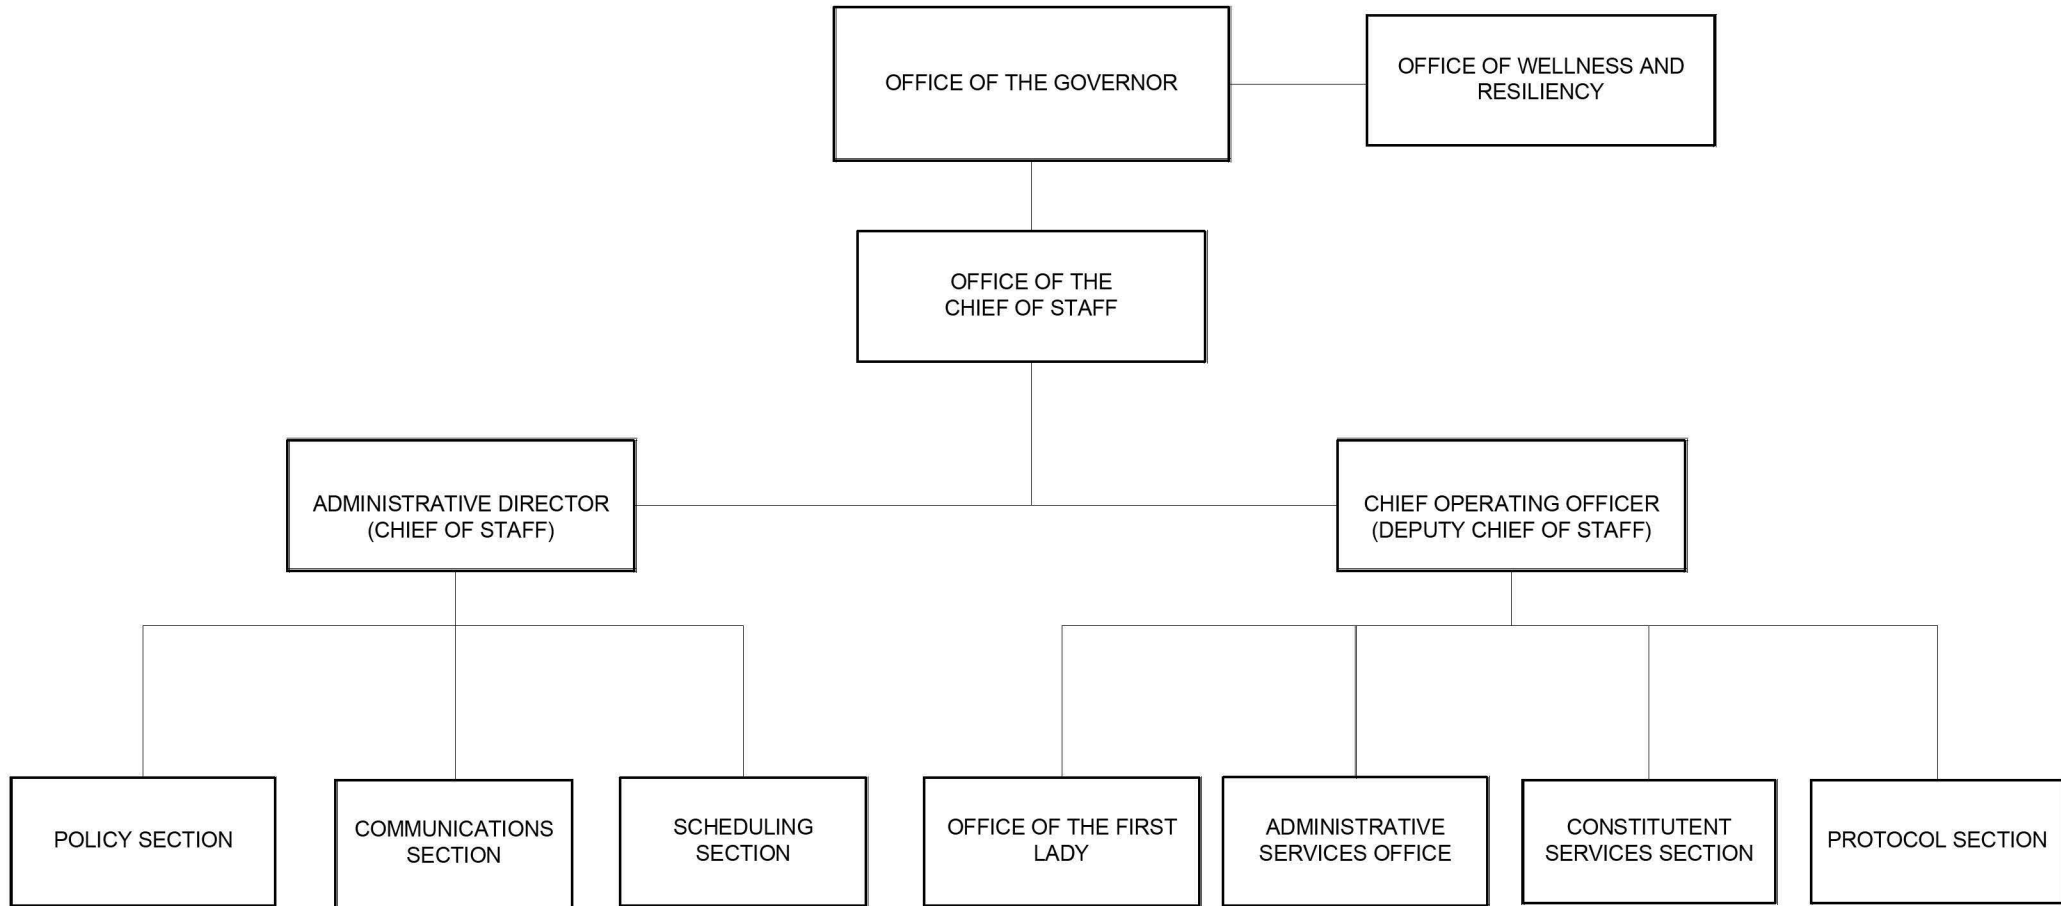 OFFICE OF THE GOVERNOR
OFFICE OF WELLNESS AND
RESILIENCY
OFFICE OF THE
CHIEF OF STAFF
ADMINISTRATIVE DIRECTOR
(CHIEF OF STAFF)
CHIEF OPERATING OFFICER
(DEPUTY CHIEF OF STAFF)
POLICY SECTION
COMMUNICATIONS
SECTION
SCHEDULING
SECTION
OFFICE OF THE FIRST
LADY
ADMINISTRATIVE
SERVICES OFFICE
CONSTITUTENT
SERVICES SECTION
PROTOCOL SECTION